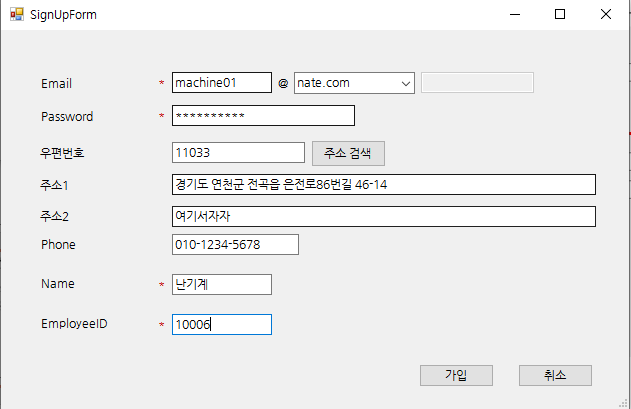 SignUpForm
Email * machine01 @ nate.com
Password * **********
우편번호 11033 주소 검색
주소1 경기도 연천군 전곡읍 은전로86번길 46-14
주소2 여기서자자
Phone 010-1234-5678
Name * 난기계
EmployeeID * 10006
가입 취소